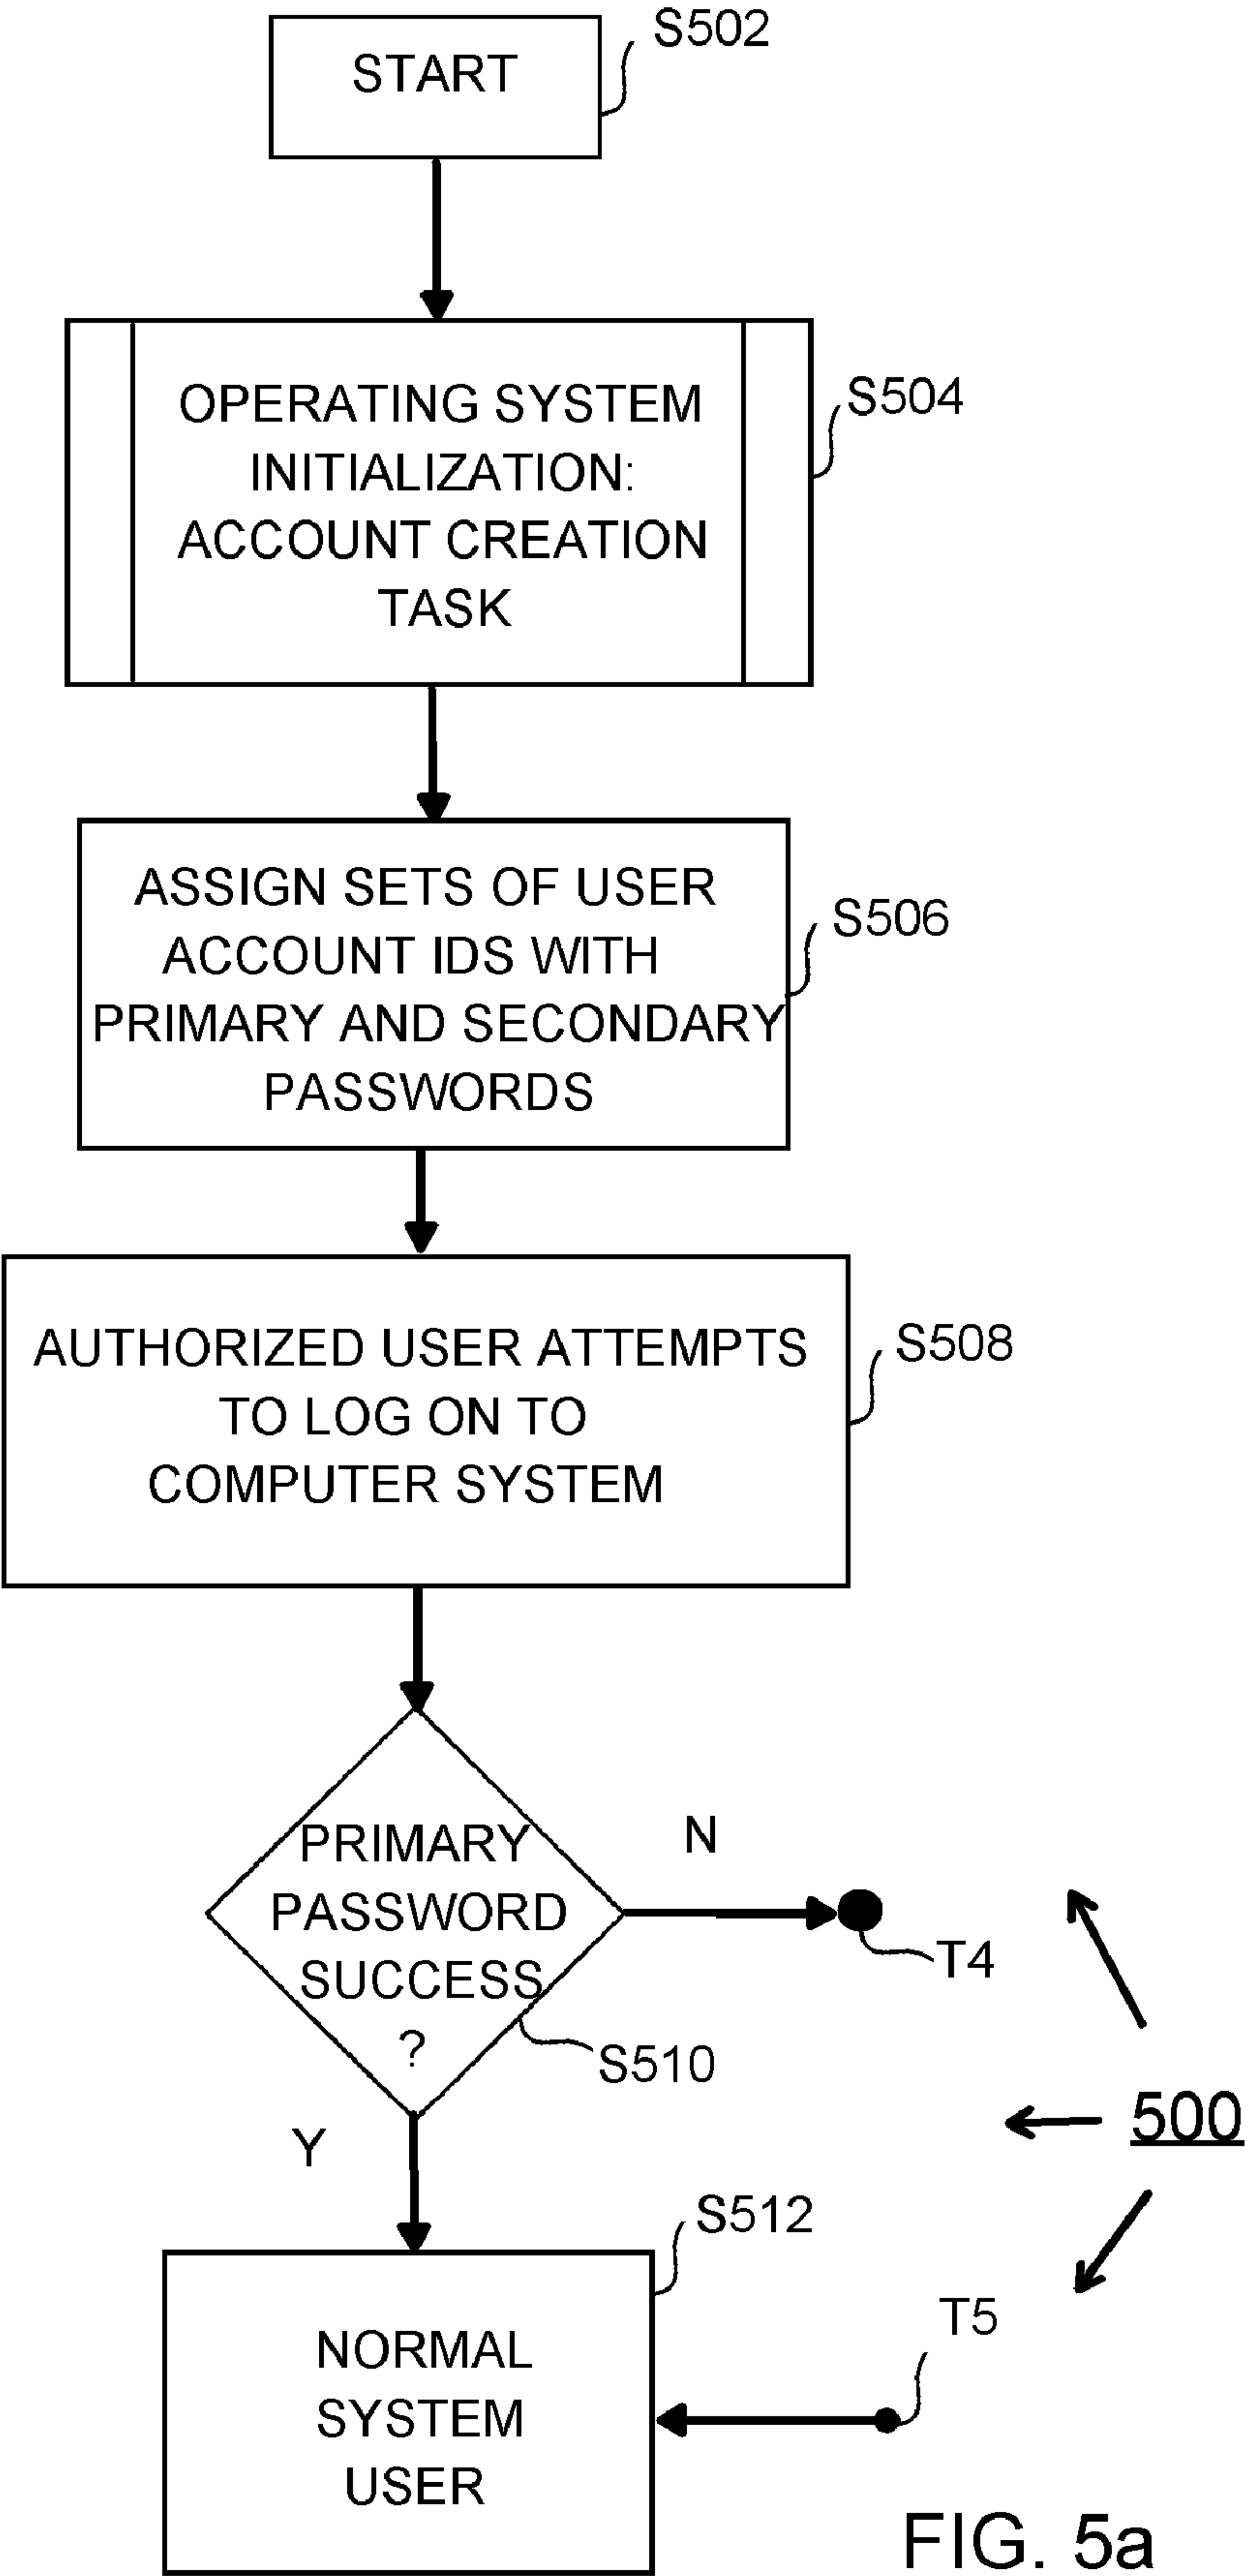 START
S502
OPERATING SYSTEM
INITIALIZATION:
ACCOUNT CREATION
TASK
S504
ASSIGN SETS OF USER
ACCOUNT IDS WITH
PRIMARY AND SECONDARY
PASSWORDS
S506
AUTHORIZED USER ATTEMPTS
TO LOG ON TO
COMPUTER SYSTEM
S508
PRIMARY
PASSWORD
SUCCESS
?
S510
N
T4
500
Y
S512
NORMAL
SYSTEM
USER
T5
FIG. 5a